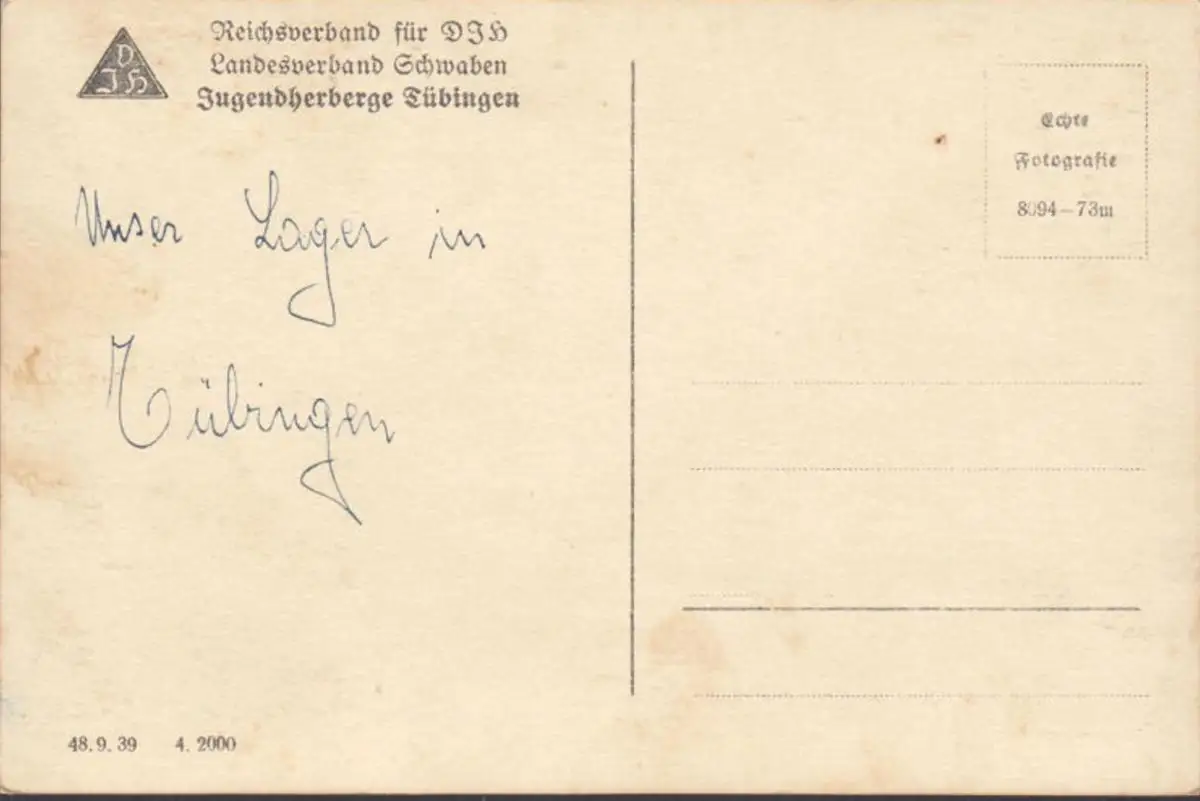 D
JH
Reichsverband für DJH
Landesverband Schwaben
Jugendherberge Tübingen
Unser Lager in
Tübingen
Echte
Fotografie
8094-73m
48.9.39 4.2000